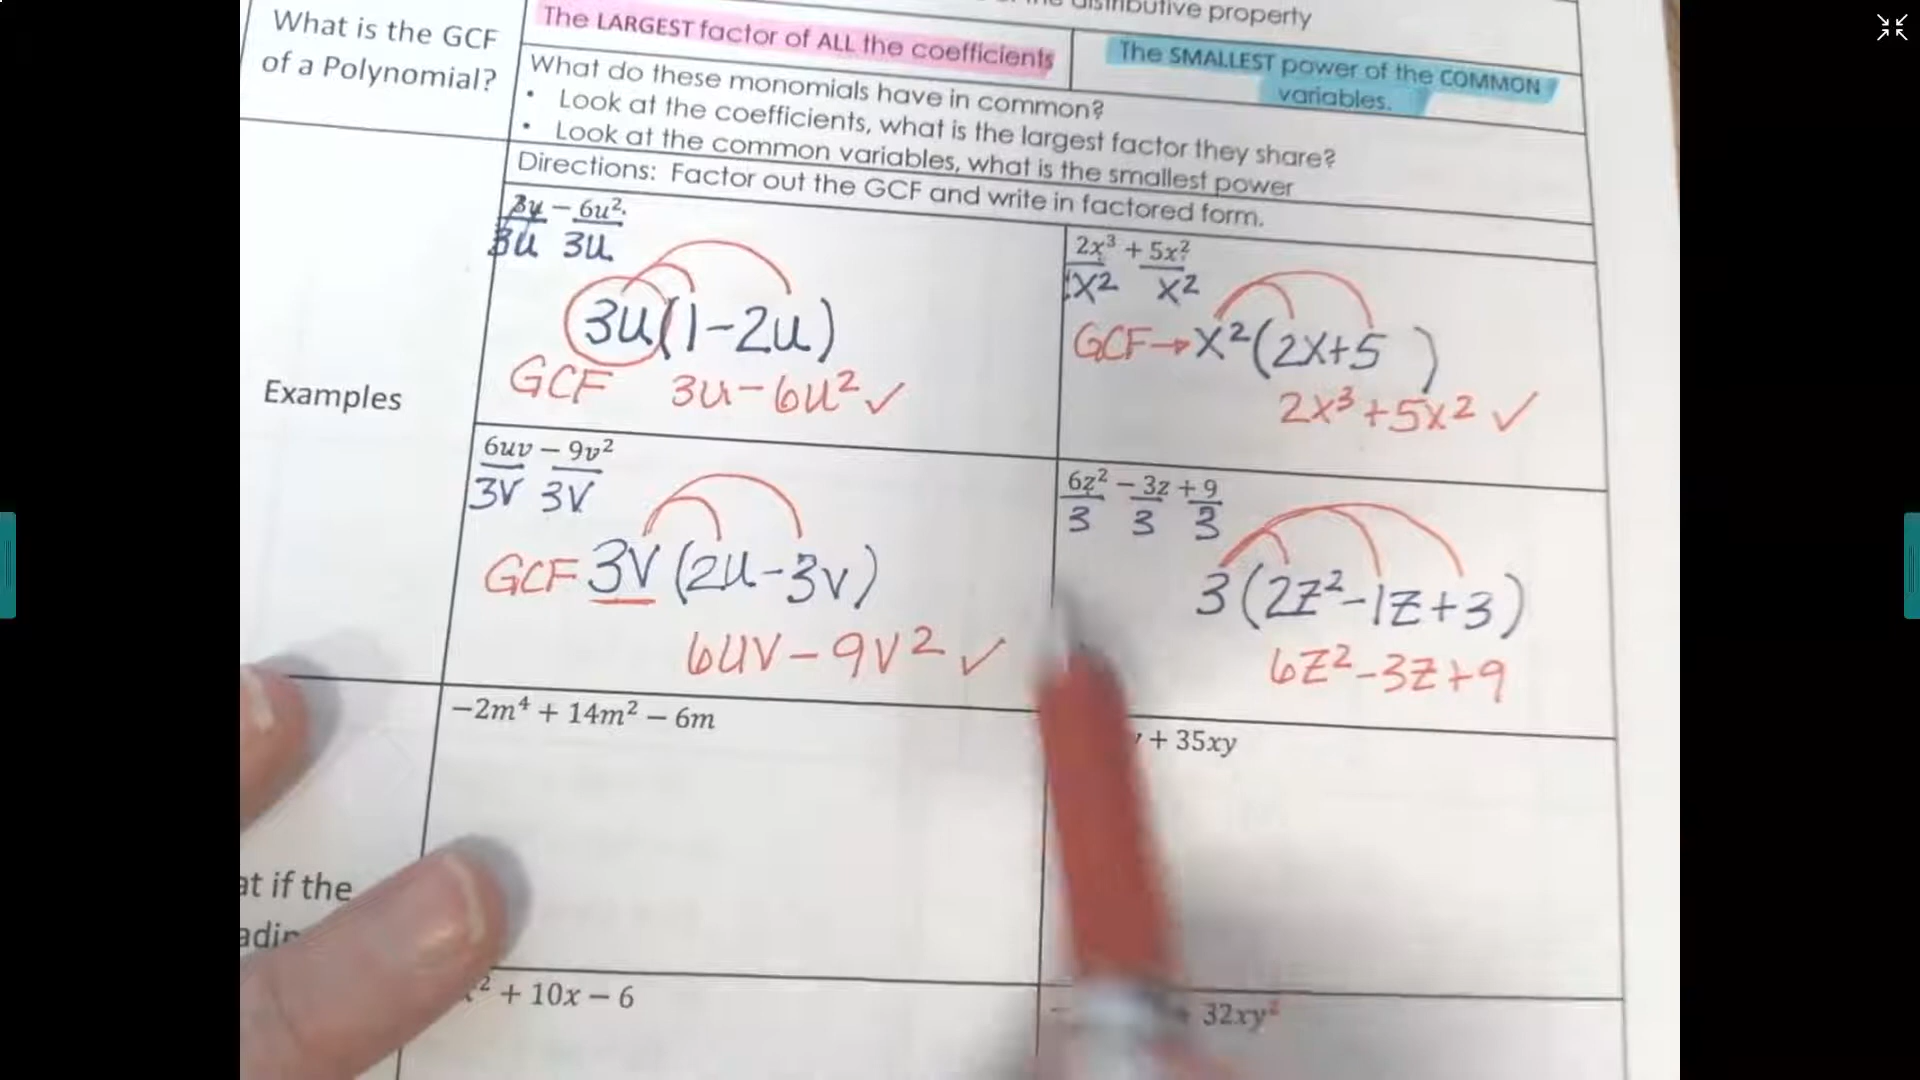 distributive property
What is the GCF
of a Polynomial?
The LARGEST factor of ALL the coefficients
The SMALLEST power of the COMMON
variables.
What do these monomials have in common?
• Look at the coefficients, what is the largest factor they share?
• Look at the common variables, what is the smallest power
Directions: Factor out the GCF and write in factored form.
Examples
3u − 6u².
3u 3u
3u(1-2u)
GCF 3u-6u² ✓
2x³ + 5x²
x² x²
GCF→x²(2x+5 )
2x³+5x² ✓
6uv − 9v²
3v 3v
GCF 3v(2u-3v)
6uv-9v² ✓
6z² − 3z + 9
3 3 3
3(2z²-1z+3)
6z²-3z+9
−2m⁴ + 14m² − 6m
+ 35xy
if the
² + 10x − 6
32xy²